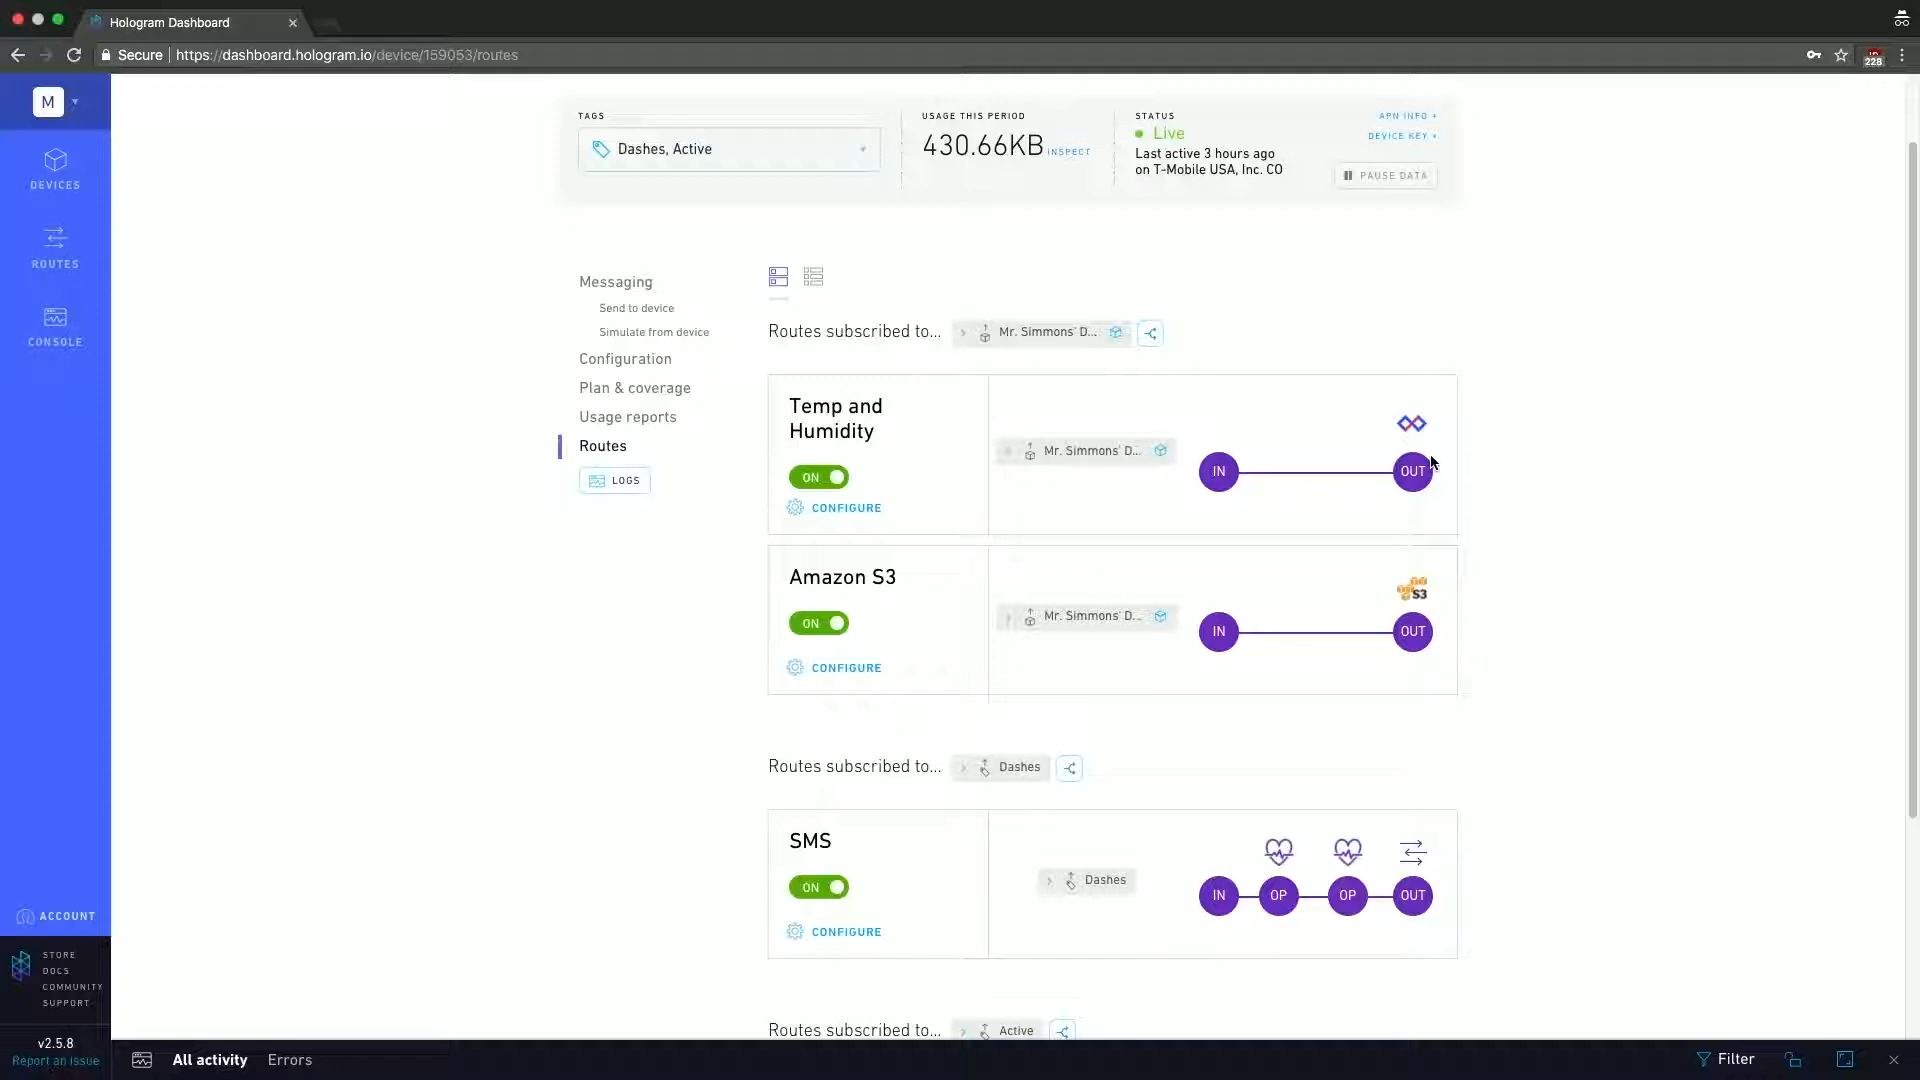 Hologram Dashboard
Secure https://dashboard.hologram.io/device/159053/routes
228
M
DEVICES
ROUTES
CONSOLE
ACCOUNT
STORE
DOCS
COMMUNITY
SUPPORT
v2.5.8
Report an Issue
TAGS
Dashes, Active
USAGE THIS PERIOD
430.66KB INSPECT
STATUS
Live
Last active 3 hours ago
on T-Mobile USA, Inc. CO
APN INFO +
DEVICE KEY +
PAUSE DATA
Messaging
Send to device
Simulate from device
Configuration
Plan & coverage
Usage reports
Routes
LOGS
Routes subscribed to... Mr. Simmons' D...
Temp and
Humidity
ON
CONFIGURE
Mr. Simmons' D...
IN OUT
Amazon S3
ON
CONFIGURE
Mr. Simmons' D...
S3
IN OUT
Routes subscribed to... Dashes
SMS
ON
CONFIGURE
Dashes
IN OP OP OUT
Routes subscribed to... Active
All activity Errors Filter